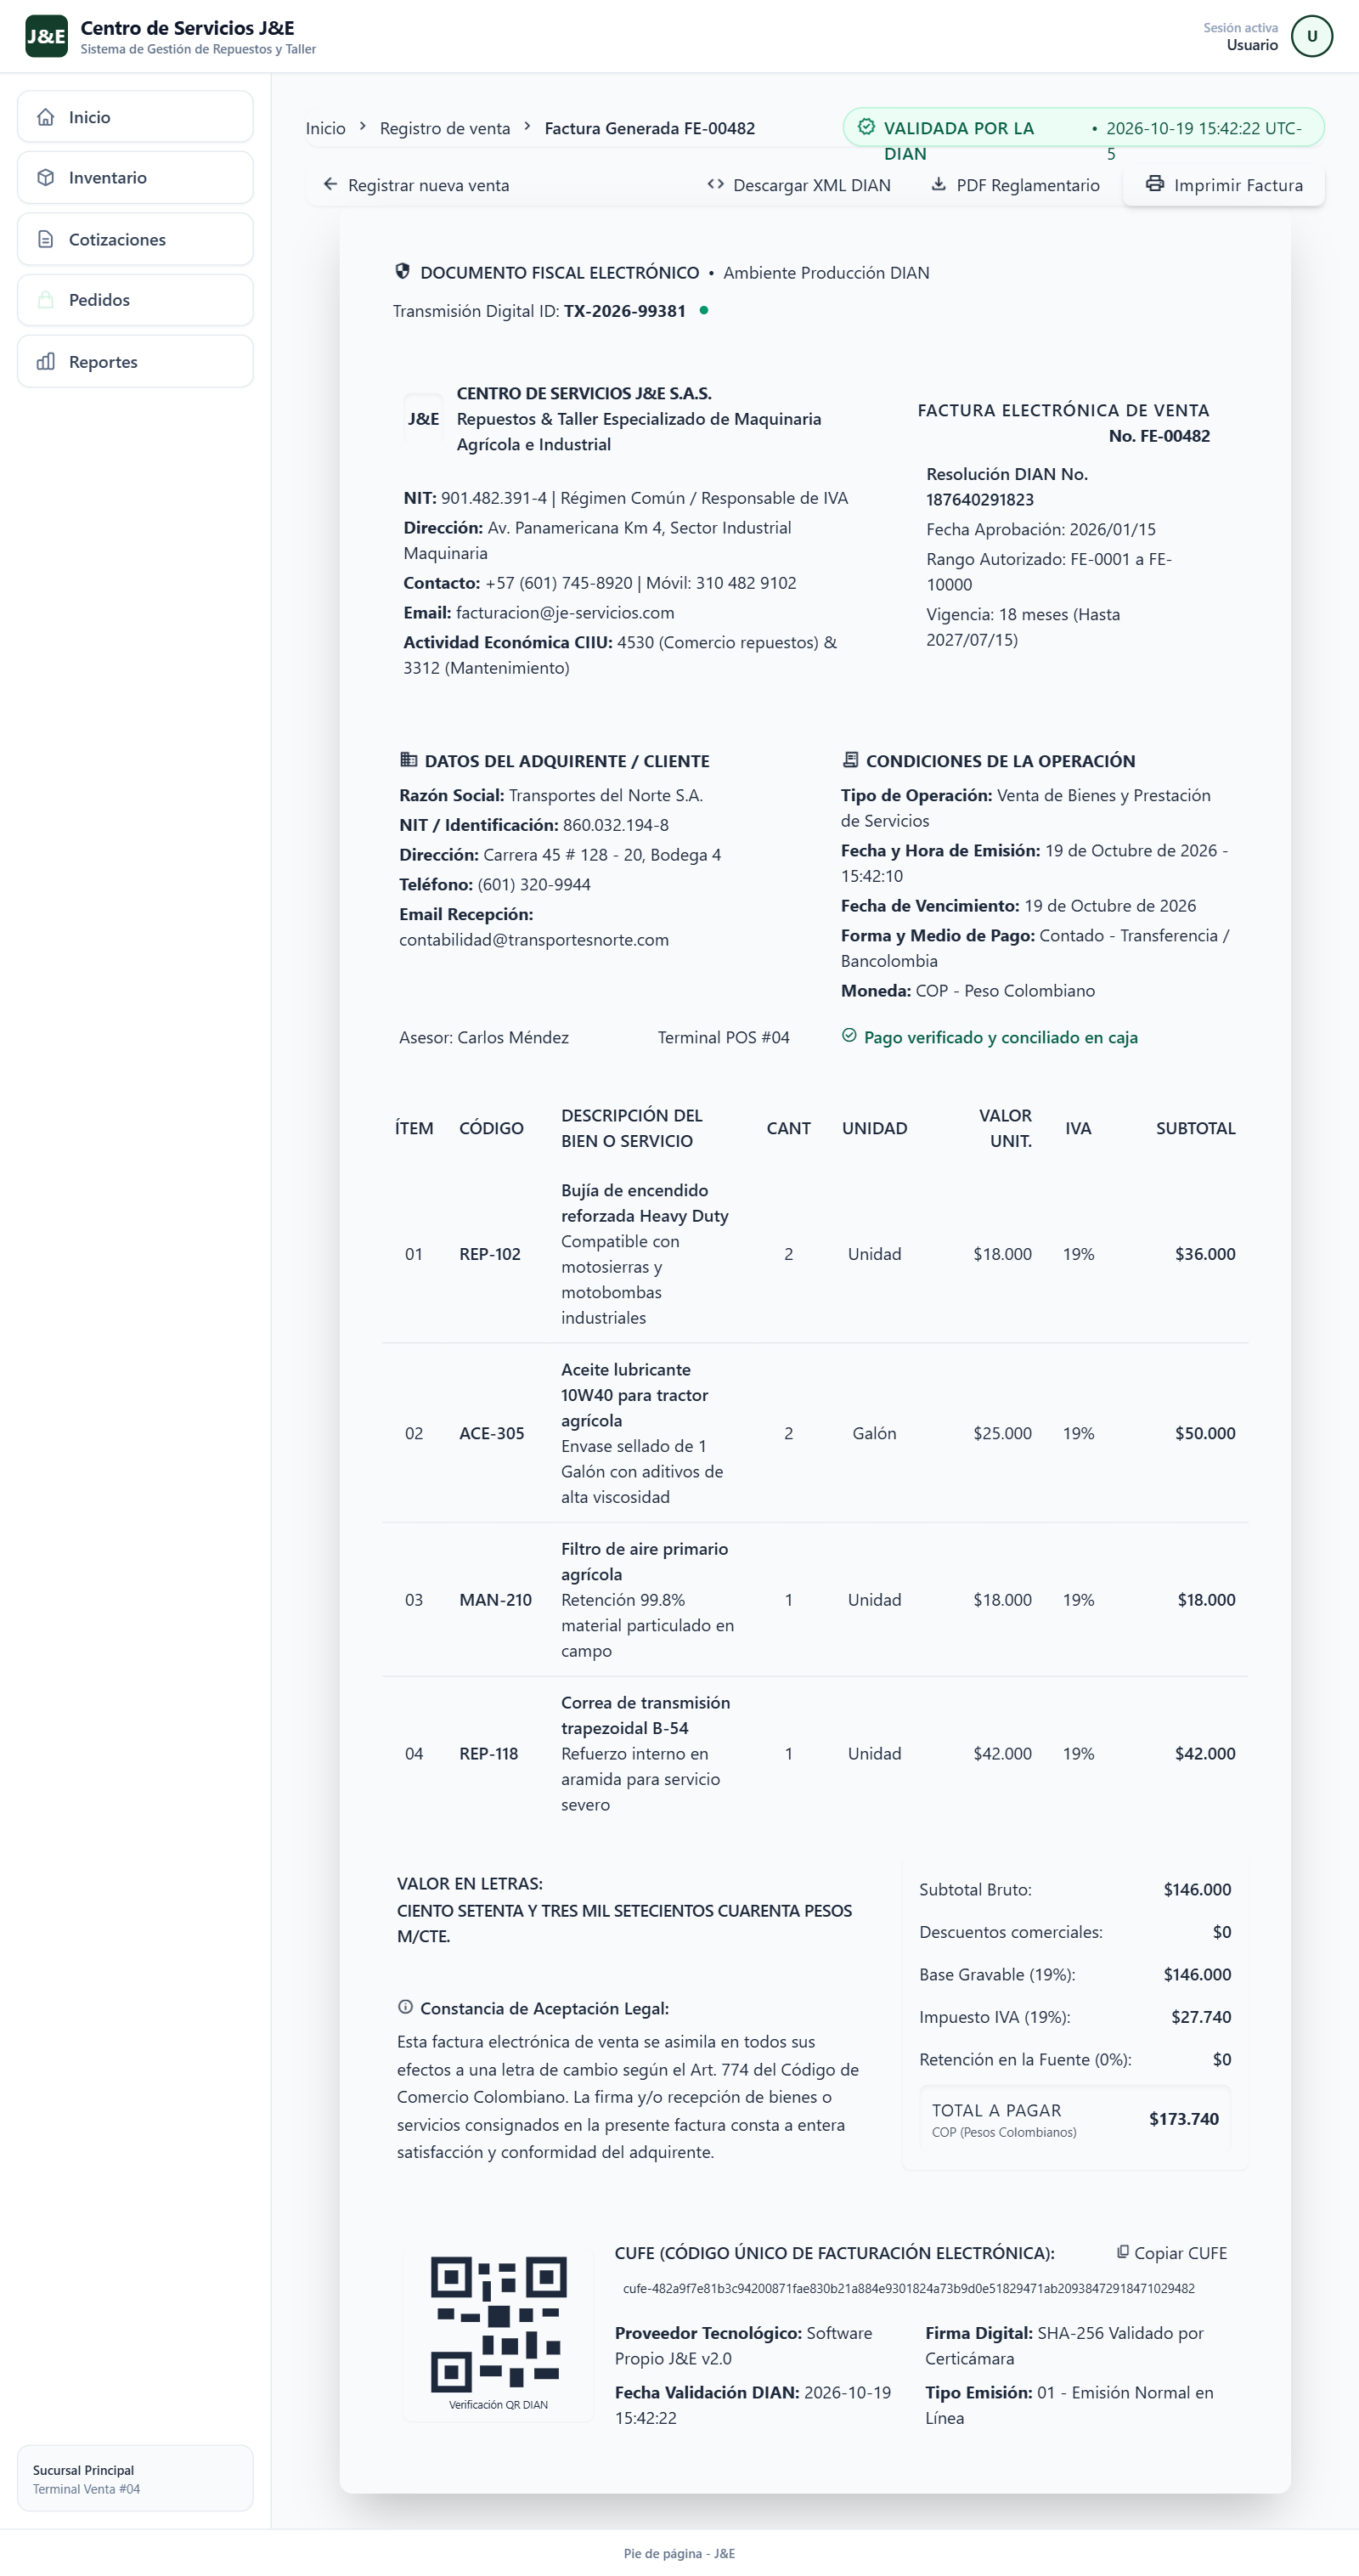 J&E
Centro de Servicios J&E
Sistema de Gestión de Repuestos y Taller
Sesión activa
Usuario
U
Inicio
Inventario
Cotizaciones
Pedidos
Reportes
Inicio > Registro de venta > Factura Generada FE-00482
VALIDADA POR LA DIAN
• 2026-10-19 15:42:22 UTC-5
Registrar nueva venta
Descargar XML DIAN
PDF Reglamentario
Imprimir Factura
DOCUMENTO FISCAL ELECTRÓNICO • Ambiente Producción DIAN
Transmisión Digital ID: TX-2026-99381
J&E
CENTRO DE SERVICIOS J&E S.A.S.
Repuestos & Taller Especializado de Maquinaria
Agrícola e Industrial
NIT: 901.482.391-4 | Régimen Común / Responsable de IVA
Dirección: Av. Panamericana Km 4, Sector Industrial
Maquinaria
Contacto: +57 (601) 745-8920 | Móvil: 310 482 9102
Email: facturacion@je-servicios.com
Actividad Económica CIIU: 4530 (Comercio repuestos) &
3312 (Mantenimiento)
FACTURA ELECTRÓNICA DE VENTA
No. FE-00482
Resolución DIAN No.
187640291823
Fecha Aprobación: 2026/01/15
Rango Autorizado: FE-0001 a FE-
10000
Vigencia: 18 meses (Hasta
2027/07/15)
DATOS DEL ADQUIRENTE / CLIENTE
Razón Social: Transportes del Norte S.A.
NIT / Identificación: 860.032.194-8
Dirección: Carrera 45 # 128 - 20, Bodega 4
Teléfono: (601) 320-9944
Email Recepción:
contabilidad@transportesnorte.com
Asesor: Carlos Méndez
Terminal POS #04
CONDICIONES DE LA OPERACIÓN
Tipo de Operación: Venta de Bienes y Prestación
de Servicios
Fecha y Hora de Emisión: 19 de Octubre de 2026 -
15:42:10
Fecha de Vencimiento: 19 de Octubre de 2026
Forma y Medio de Pago: Contado - Transferencia /
Bancolombia
Moneda: COP - Peso Colombiano
Pago verificado y conciliado en caja
ÍTEM CÓDIGO DESCRIPCIÓN DEL BIEN O SERVICIO CANT UNIDAD VALOR UNIT. IVA SUBTOTAL
01 REP-102
Bujía de encendido
reforzada Heavy Duty
Compatible con
motosierras y
motobombas
industriales
2 Unidad $18.000 19% $36.000
02 ACE-305
Aceite lubricante
10W40 para tractor
agrícola
Envase sellado de 1
Galón con aditivos de
alta viscosidad
2 Galón $25.000 19% $50.000
03 MAN-210
Filtro de aire primario
agrícola
Retención 99.8%
material particulado en
campo
1 Unidad $18.000 19% $18.000
04 REP-118
Correa de transmisión
trapezoidal B-54
Refuerzo interno en
aramida para servicio
severo
1 Unidad $42.000 19% $42.000
VALOR EN LETRAS:
CIENTO SETENTA Y TRES MIL SETECIENTOS CUARENTA PESOS
M/CTE.
Constancia de Aceptación Legal:
Esta factura electrónica de venta se asimila en todos sus
efectos a una letra de cambio según el Art. 774 del Código de
Comercio Colombiano. La firma y/o recepción de bienes o
servicios consignados en la presente factura consta a entera
satisfacción y conformidad del adquirente.
Subtotal Bruto: $146.000
Descuentos comerciales: $0
Base Gravable (19%): $146.000
Impuesto IVA (19%): $27.740
Retención en la Fuente (0%): $0
TOTAL A PAGAR
COP (Pesos Colombianos)
$173.740
Verificación QR DIAN
CUFE (CÓDIGO ÚNICO DE FACTURACIÓN ELECTRÓNICA):
Copiar CUFE
cufe-482a9f7e81b3c94200871fae830b21a884e9301824a73b9d0e51829471ab20938472918471029482
Proveedor Tecnológico: Software
Propio J&E v2.0
Firma Digital: SHA-256 Validado por
Certicámara
Fecha Validación DIAN: 2026-10-19
15:42:22
Tipo Emisión: 01 - Emisión Normal en
Línea
Sucursal Principal
Terminal Venta #04
Pie de página - J&E